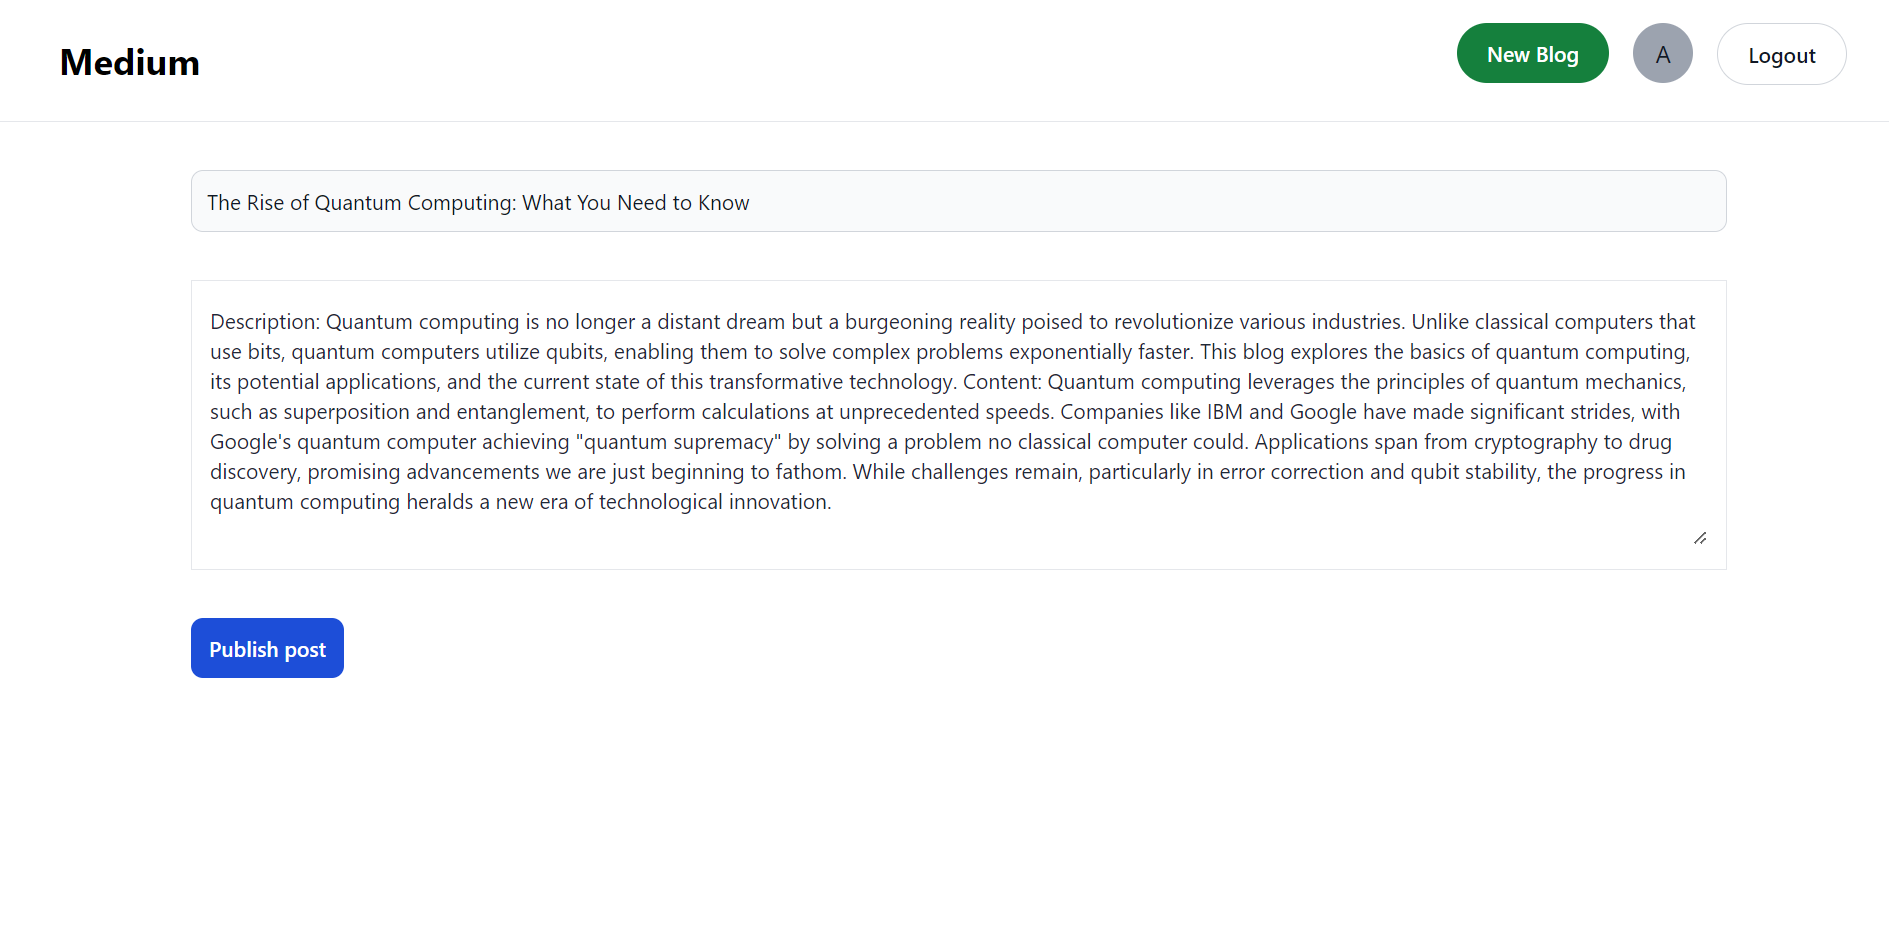 Medium
New Blog
A
Logout
The Rise of Quantum Computing: What You Need to Know
Description: Quantum computing is no longer a distant dream but a burgeoning reality poised to revolutionize various industries. Unlike classical computers that
use bits, quantum computers utilize qubits, enabling them to solve complex problems exponentially faster. This blog explores the basics of quantum computing,
its potential applications, and the current state of this transformative technology. Content: Quantum computing leverages the principles of quantum mechanics,
such as superposition and entanglement, to perform calculations at unprecedented speeds. Companies like IBM and Google have made significant strides, with
Google's quantum computer achieving "quantum supremacy" by solving a problem no classical computer could. Applications span from cryptography to drug
discovery, promising advancements we are just beginning to fathom. While challenges remain, particularly in error correction and qubit stability, the progress in
quantum computing heralds a new era of technological innovation.
Publish post